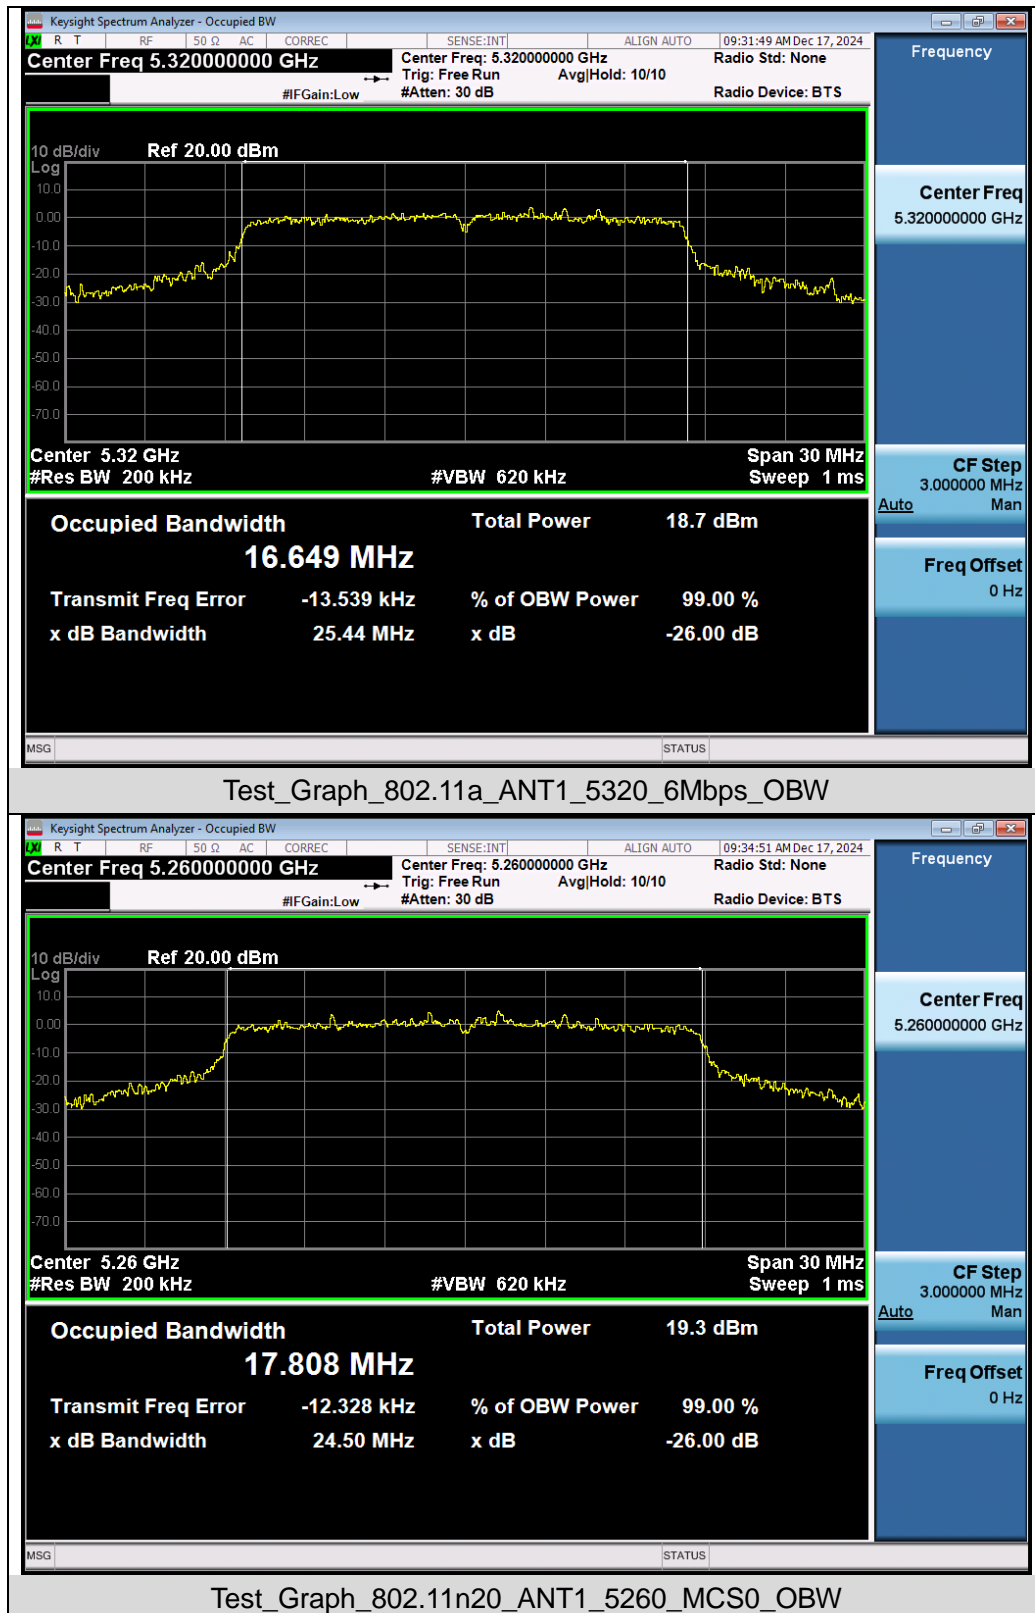 Keysight Spectrum Analyzer - Occupied BW
LXI R T RF 50 Ω AC CORREC SENSE:INT ALIGN AUTO 09:31:49 AM Dec 17, 2024
Center Freq 5.320000000 GHz
Center Freq: 5.320000000 GHz Radio Std: None
Trig: Free Run Avg|Hold: 10/10
#IFGain:Low #Atten: 30 dB Radio Device: BTS
Frequency
10 dB/div Ref 20.00 dBm
Log
10.0
0.00
-10.0
-20.0
-30.0
-40.0
-50.0
-60.0
-70.0
Center 5.32 GHz Span 30 MHz
#Res BW 200 kHz #VBW 620 kHz Sweep 1 ms
Center Freq
5.320000000 GHz
CF Step
3.000000 MHz
Auto Man
Freq Offset
0 Hz
Occupied Bandwidth Total Power 18.7 dBm
16.649 MHz
Transmit Freq Error -13.539 kHz % of OBW Power 99.00 %
x dB Bandwidth 25.44 MHz x dB -26.00 dB
MSG STATUS
Test_Graph_802.11a_ANT1_5320_6Mbps_OBW
Keysight Spectrum Analyzer - Occupied BW
LXI R T RF 50 Ω AC CORREC SENSE:INT ALIGN AUTO 09:34:51 AM Dec 17, 2024
Center Freq 5.260000000 GHz
Center Freq: 5.260000000 GHz Radio Std: None
Trig: Free Run Avg|Hold: 10/10
#IFGain:Low #Atten: 30 dB Radio Device: BTS
Frequency
10 dB/div Ref 20.00 dBm
Log
10.0
0.00
-10.0
-20.0
-30.0
-40.0
-50.0
-60.0
-70.0
Center 5.26 GHz Span 30 MHz
#Res BW 200 kHz #VBW 620 kHz Sweep 1 ms
Center Freq
5.260000000 GHz
CF Step
3.000000 MHz
Auto Man
Freq Offset
0 Hz
Occupied Bandwidth Total Power 19.3 dBm
17.808 MHz
Transmit Freq Error -12.328 kHz % of OBW Power 99.00 %
x dB Bandwidth 24.50 MHz x dB -26.00 dB
MSG STATUS
Test_Graph_802.11n20_ANT1_5260_MCS0_OBW